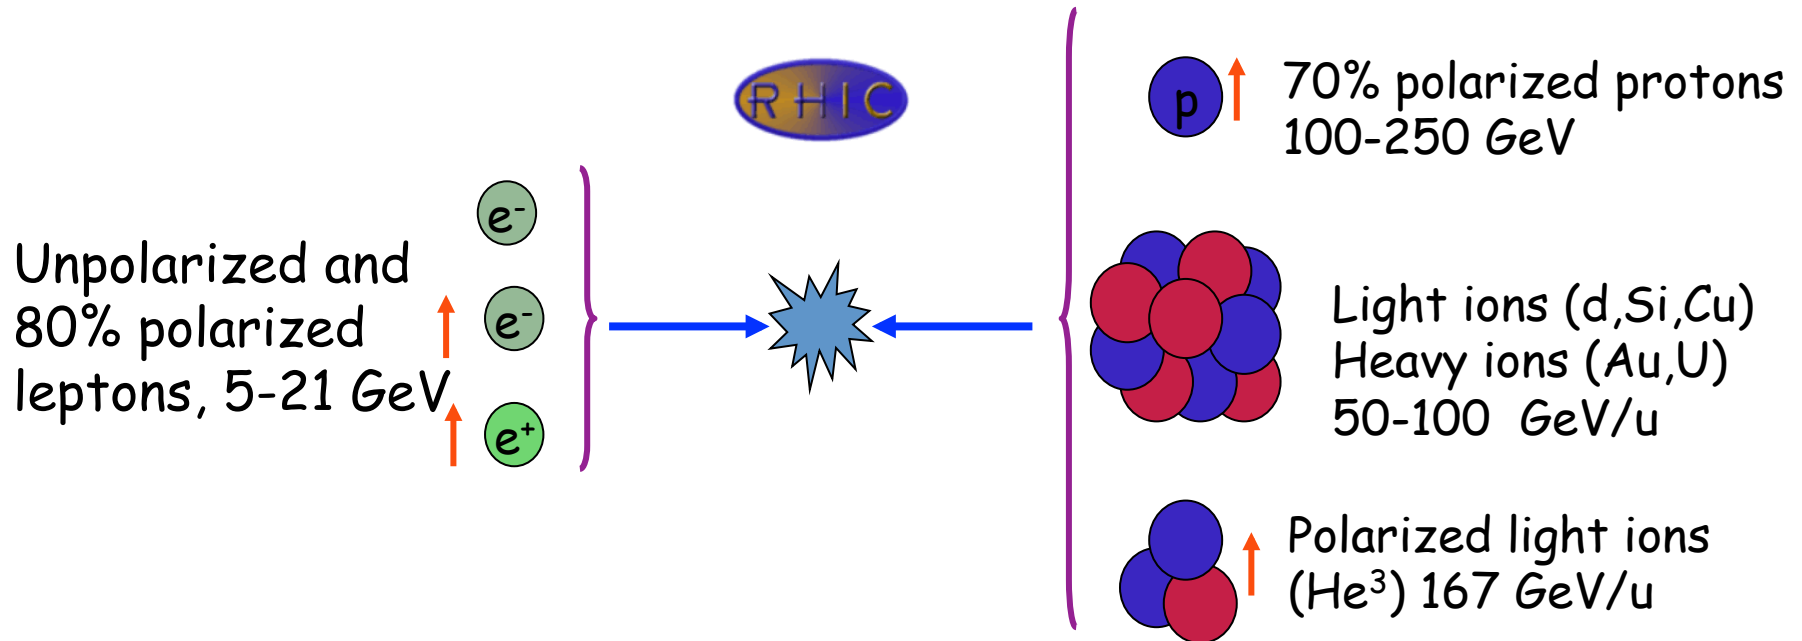 RHIC
e⁻
Unpolarized and
80% polarized
leptons, 5-21 GeV
e⁻
e⁺
p
70% polarized protons
100-250 GeV
Light ions (d,Si,Cu)
Heavy ions (Au,U)
50-100 GeV/u
Polarized light ions
(He³) 167 GeV/u